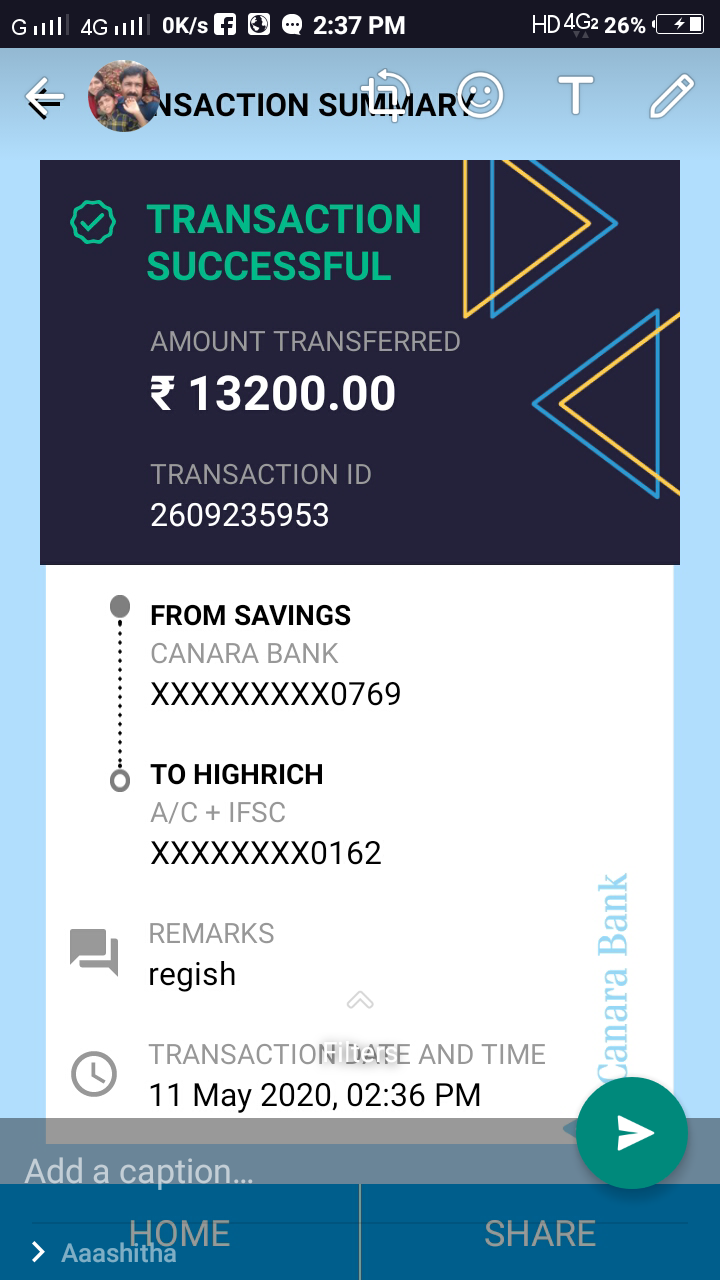 G 4G 0K/s 2:37 PM HD 4G2 26%
NSACTION SUMMARY T
TRANSACTION
SUCCESSFUL
AMOUNT TRANSFERRED
₹ 13200.00
TRANSACTION ID
2609235953
FROM SAVINGS
CANARA BANK
XXXXXXXXX0769
TO HIGHRICH
A/C + IFSC
XXXXXXXX0162
REMARKS
regish
Filters
TRANSACTION DATE AND TIME
11 May 2020, 02:36 PM
Canara Bank
Add a caption...
HOME SHARE
Aaashitha